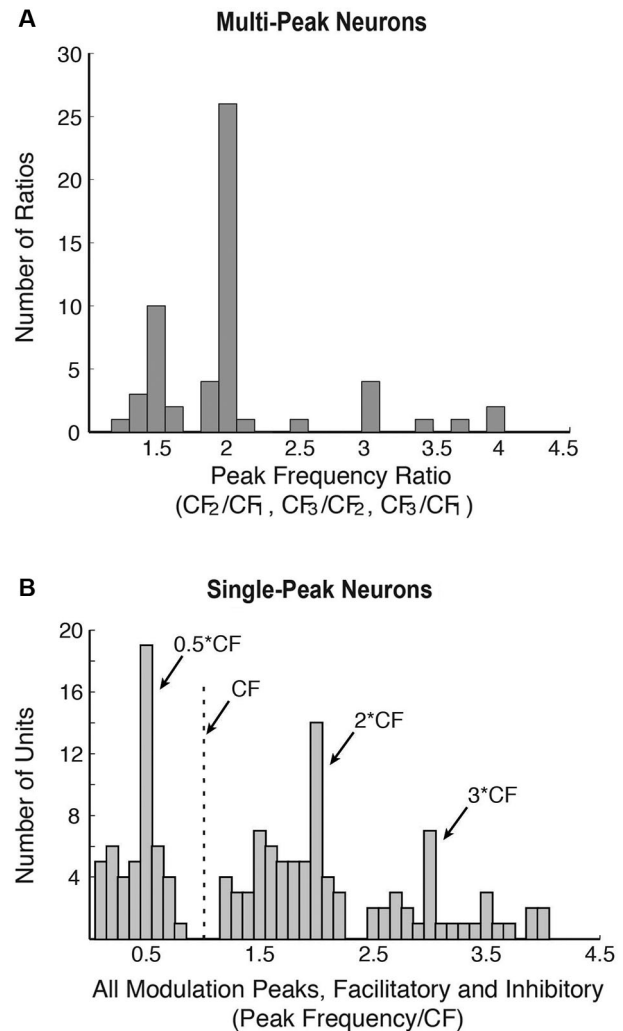 A
Multi-Peak Neurons
30
25
20
15
10
5
0
Number of Ratios
1.5 2 2.5 3 3.5 4 4.5
Peak Frequency Ratio
(CF2/CF1, CF3/CF2, CF3/CF1)
B
Single-Peak Neurons
20
16
12
8
4
Number of Units
0.5*CF
CF
2*CF
3*CF
0.5 1.5 2.5 3.5 4.5
All Modulation Peaks, Facilitatory and Inhibitory
(Peak Frequency/CF)